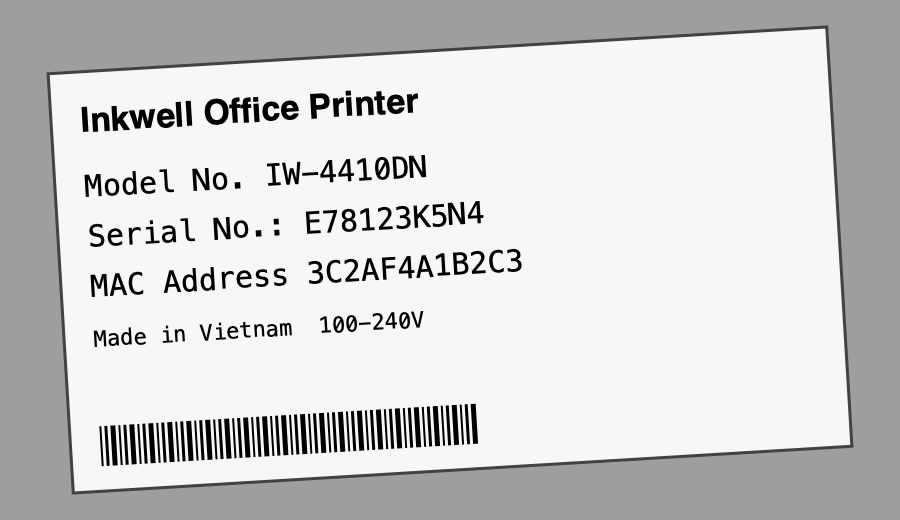 Inkwell Office Printer
Model No. IW-4410DN
Serial No.: E78123K5N4
MAC Address 3C2AF4A1B2C3
Made in Vietnam  100-240V